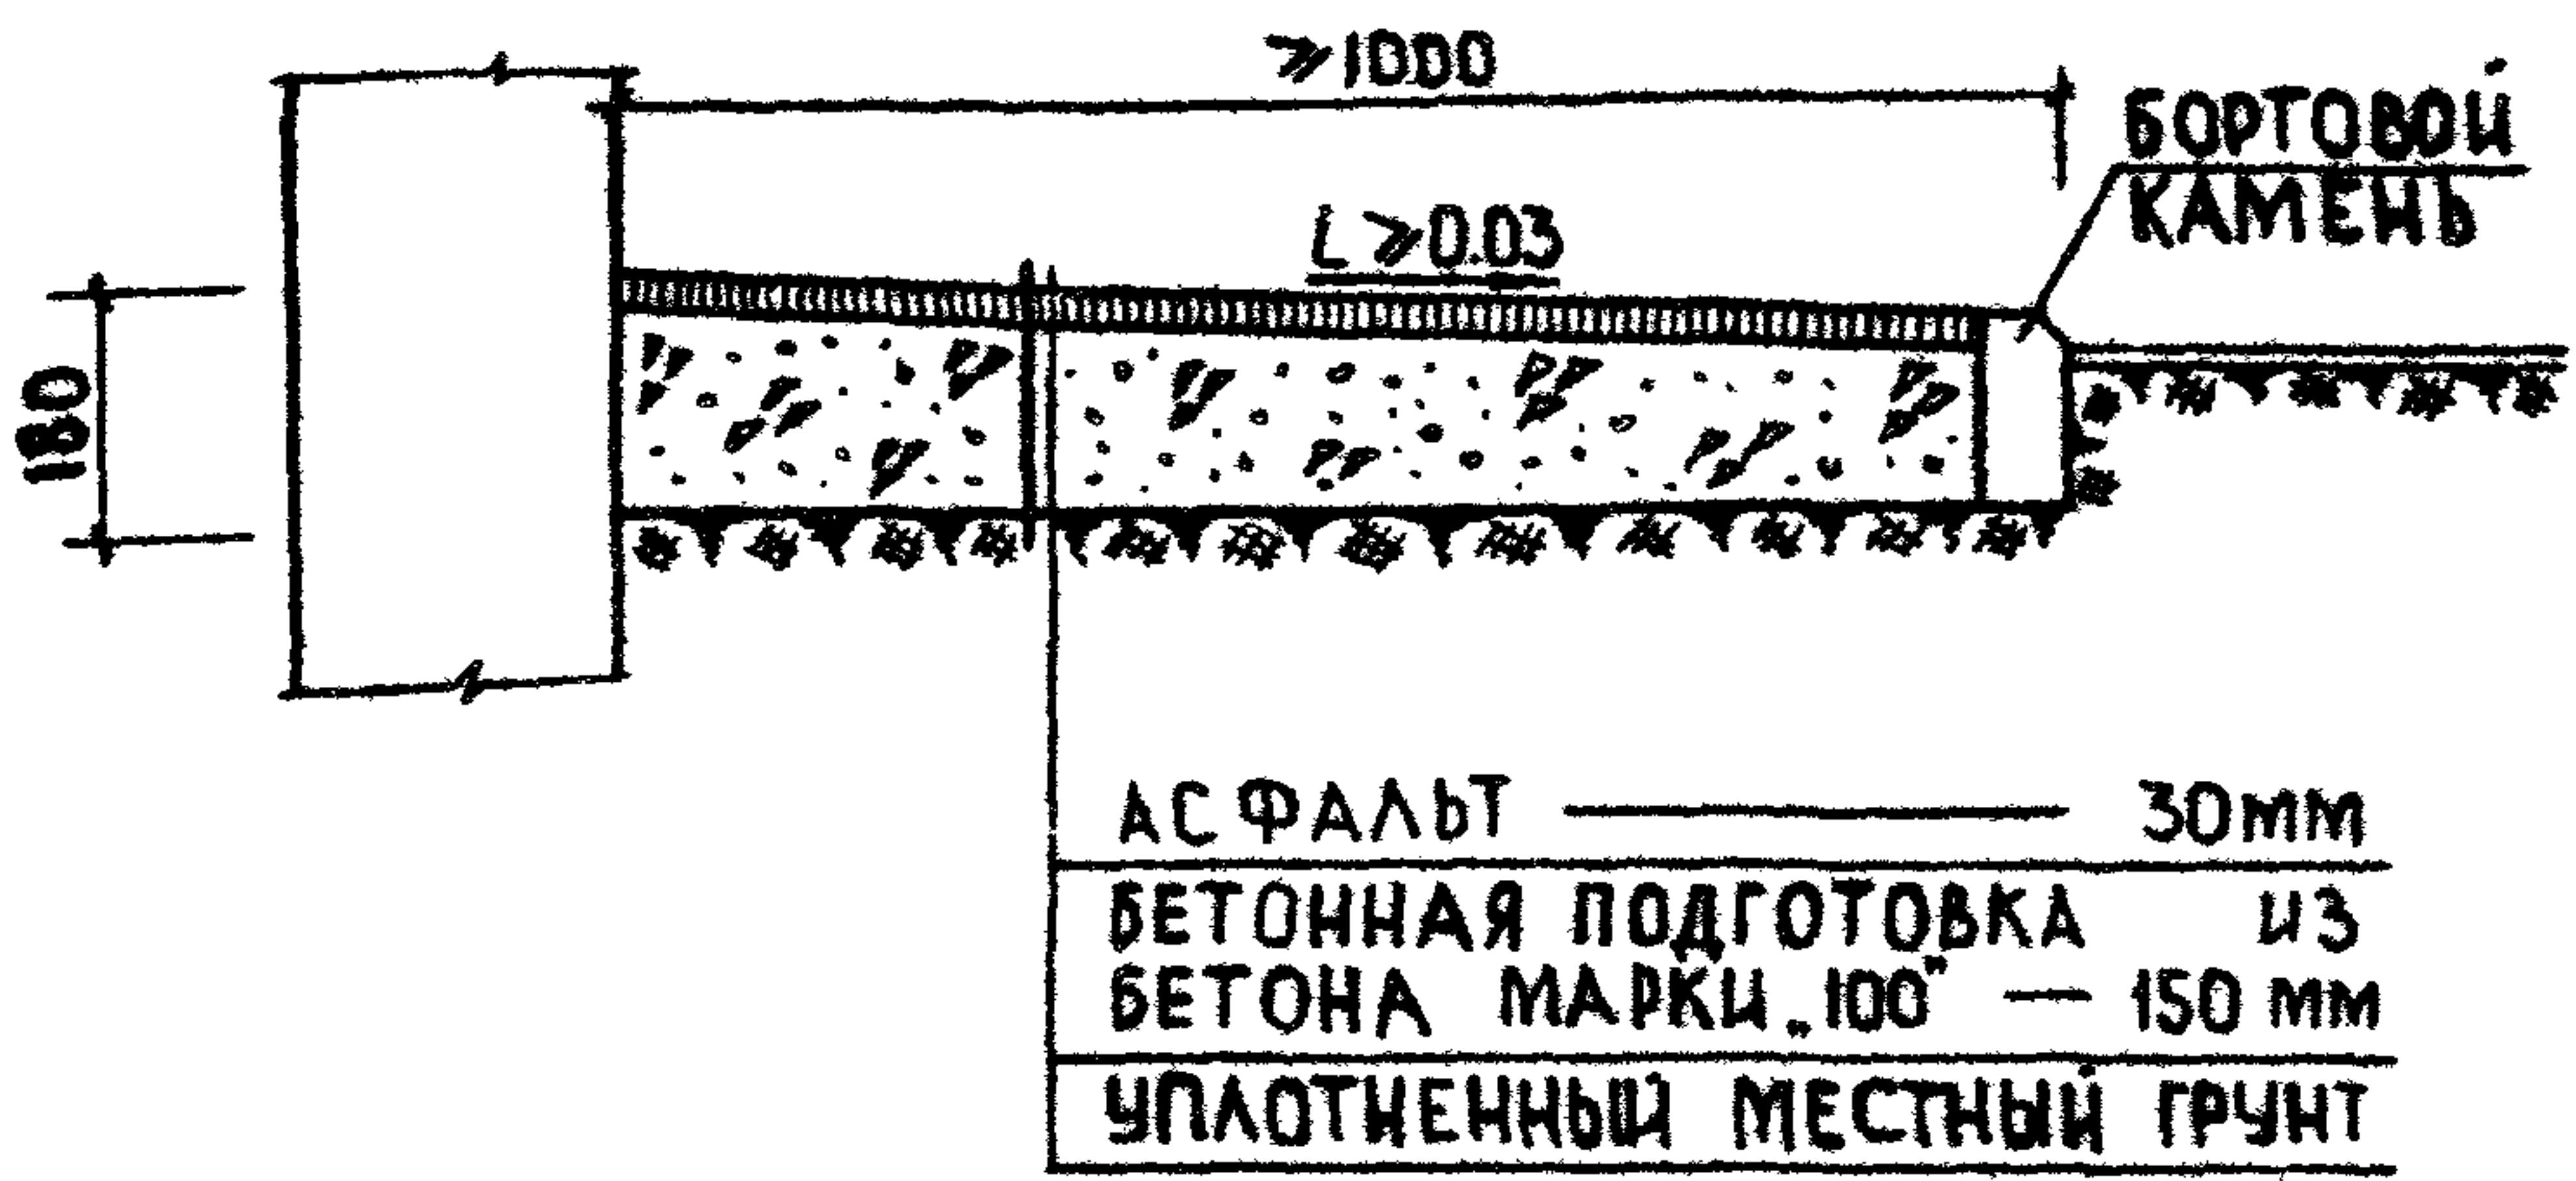 ⩾1000
БОРТОВОЙ
КАМЕНЬ
L⩾0.03
180
АСФАЛЬТ — 30мм
БЕТОННАЯ ПОДГОТОВКА ИЗ
БЕТОНА МАРКИ „100” — 150 мм
УПЛОТНЕННЫЙ МЕСТНЫЙ ГРУНТ